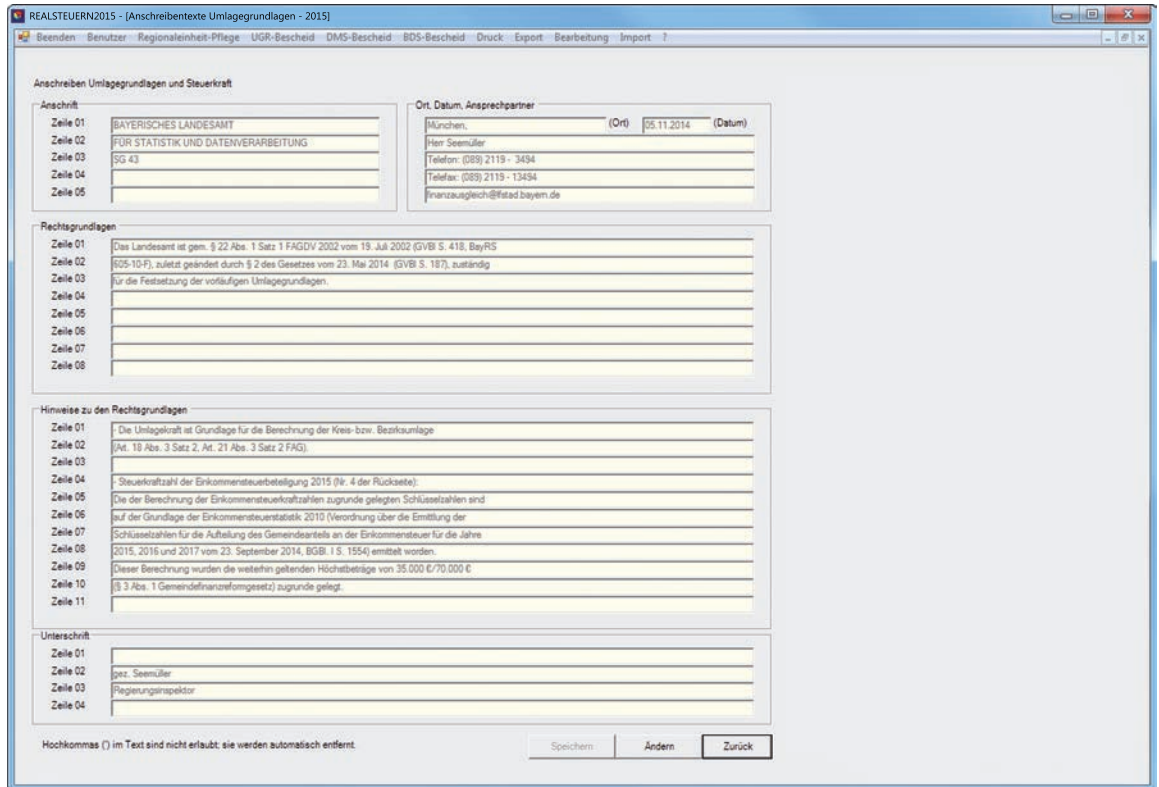 REALSTEUERN2015 - [Anschreibentexte Umlagegrundlagen - 2015]
Beenden Benutzer Regionaleinheit-Pflege UGR-Bescheid DMS-Bescheid BDS-Bescheid Druck Export Bearbeitung Import ?
Anschreiben Umlagegrundlagen und Steuerkraft
Anschrift
Zeile 01 BAYERISCHES LANDESAMT
Zeile 02 FÜR STATISTIK UND DATENVERARBEITUNG
Zeile 03 SG 43
Zeile 04
Zeile 05
Ort, Datum, Ansprechpartner
München, (Ort) 05.11.2014 (Datum)
Herr Seemüller
Telefon: (089) 2119 - 3494
Telefax: (089) 2119 - 13494
finanzausgleich@lfstad.bayern.de
Rechtsgrundlagen
Zeile 01 Das Landesamt ist gem. § 22 Abs. 1 Satz 1 FAGDV 2002 vom 19. Juli 2002 (GVBl S. 418, BayRS
Zeile 02 605-10-F), zuletzt geändert durch § 2 des Gesetzes vom 23. Mai 2014 (GVBl S. 187), zuständig
Zeile 03 für die Festsetzung der vorläufigen Umlagegrundlagen.
Zeile 04
Zeile 05
Zeile 06
Zeile 07
Zeile 08
Hinweise zu den Rechtsgrundlagen
Zeile 01 - Die Umlagekraft ist Grundlage für die Berechnung der Kreis- bzw. Bezirksumlage
Zeile 02 (Art. 18 Abs. 3 Satz 2, Art. 21 Abs. 3 Satz 2 FAG).
Zeile 03
Zeile 04 - Steuerkraftzahl der Einkommensteuerbeteiligung 2015 (Nr. 4 der Rückseite):
Zeile 05 Die der Berechnung der Einkommensteuerkraftzahlen zugrunde gelegten Schlüsselzahlen sind
Zeile 06 auf der Grundlage der Einkommensteuerstatistik 2010 (Verordnung über die Ermittlung der
Zeile 07 Schlüsselzahlen für die Aufteilung des Gemeindeanteils an der Einkommensteuer für die Jahre
Zeile 08 2015, 2016 und 2017 vom 23. September 2014, BGBl. I S. 1554) ermittelt worden.
Zeile 09 Dieser Berechnung wurden die weiterhin geltenden Höchstbeträge von 35.000 €/70.000 €
Zeile 10 (§ 3 Abs. 1 Gemeindefinanzreformgesetz) zugrunde gelegt.
Zeile 11
Unterschrift
Zeile 01
Zeile 02 gez. Seemüller
Zeile 03 Regierungsinspektor
Zeile 04
Hochkommas (') im Text sind nicht erlaubt; sie werden automatisch entfernt.
Speichern Ändern Zurück